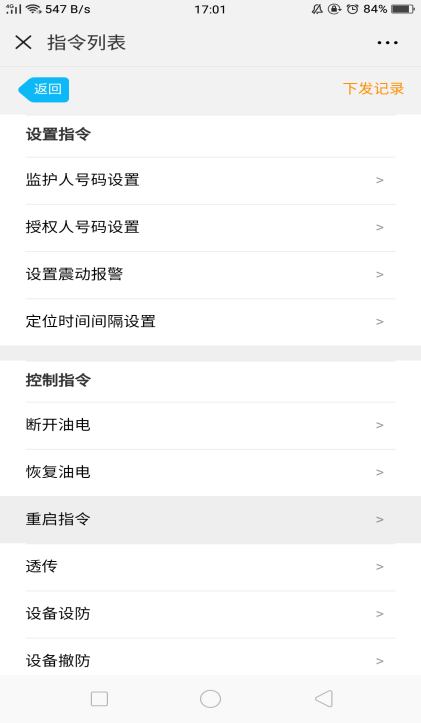 4G 547 B/s 17:01 84%
指令列表
返回 下发记录
设置指令
监护人号码设置 >
授权人号码设置 >
设置震动报警 >
定位时间间隔设置 >
控制指令
断开油电 >
恢复油电 >
重启指令 >
透传 >
设备设防 >
设备撤防 >